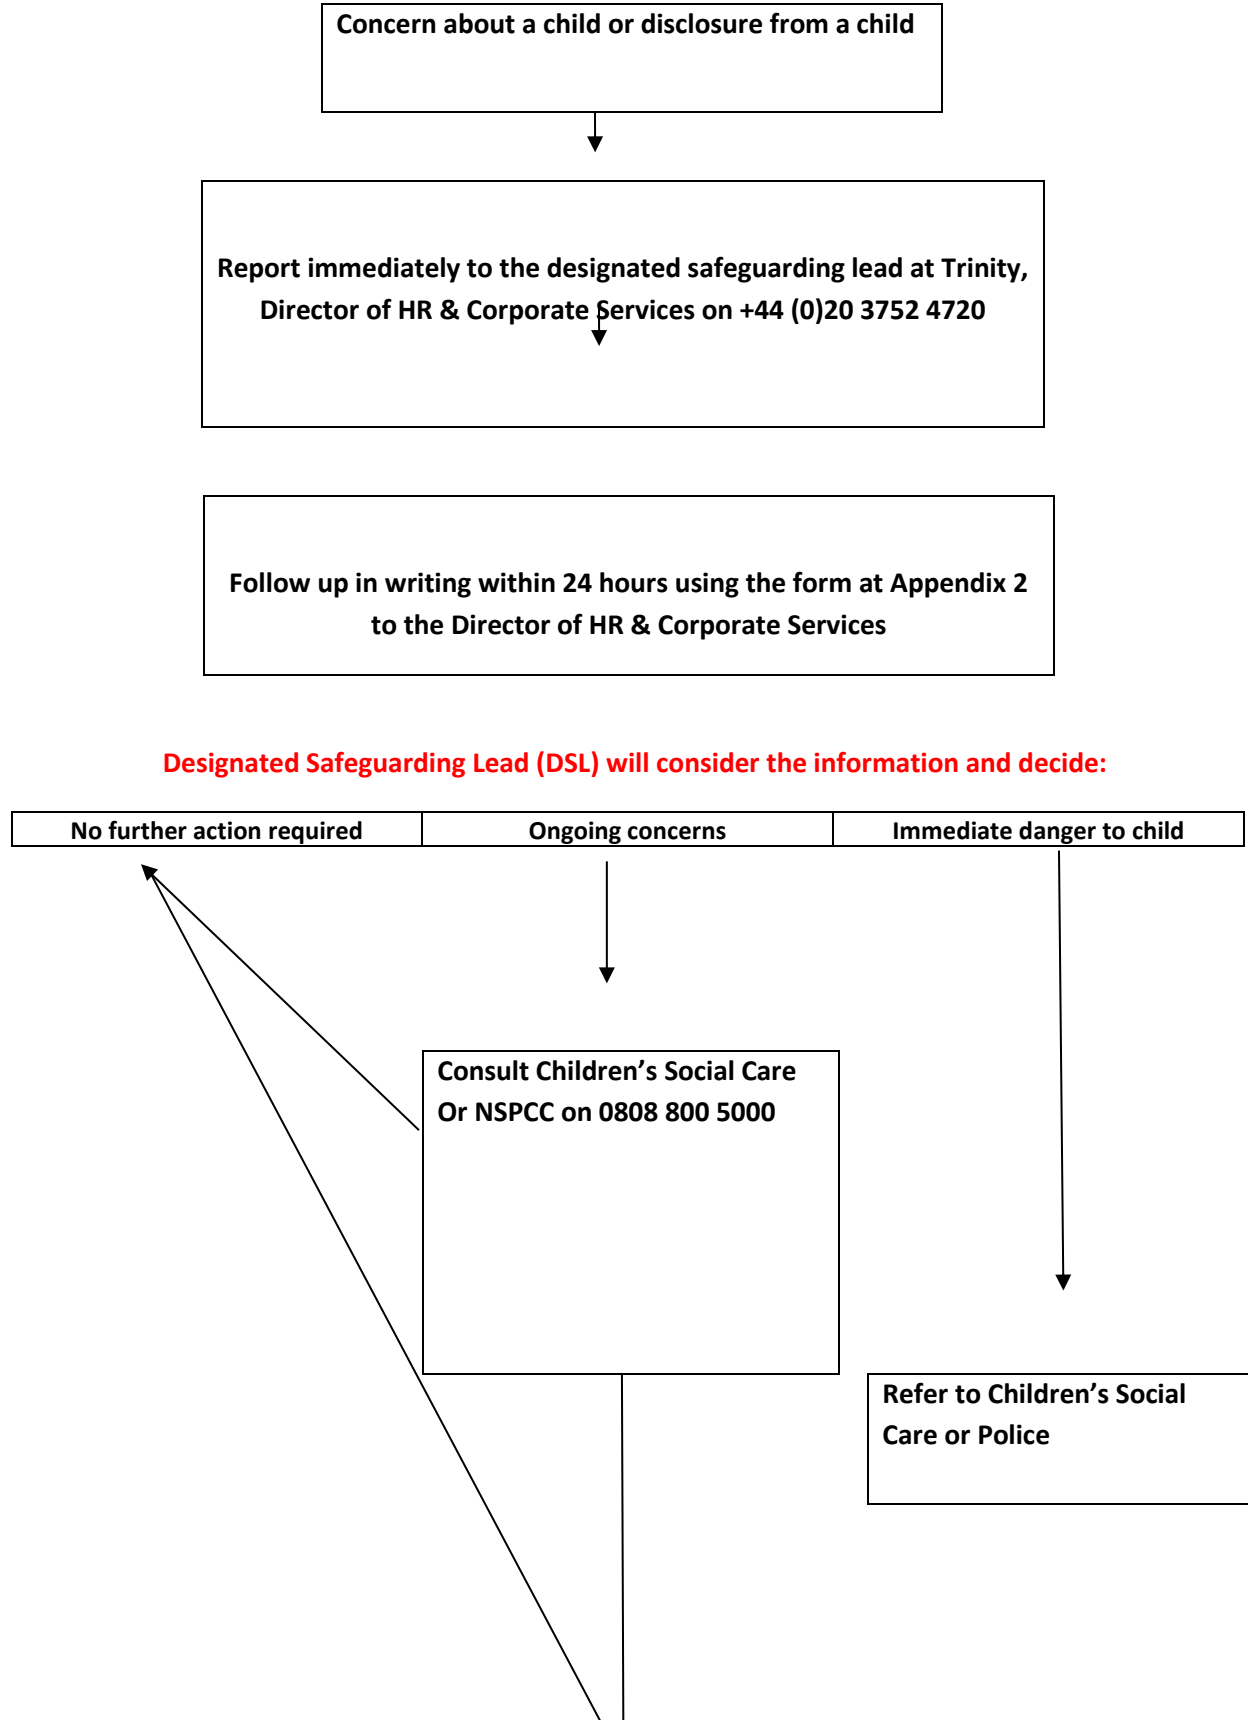 Concern about a child or disclosure from a child
Report immediately to the designated safeguarding lead at Trinity,
Director of HR & Corporate Services on +44 (0)20 3752 4720
Follow up in writing within 24 hours using the form at Appendix 2
to the Director of HR & Corporate Services
Designated Safeguarding Lead (DSL) will consider the information and decide:
No further action required
Ongoing concerns
Immediate danger to child
Consult Children’s Social Care
Or NSPCC on 0808 800 5000
Refer to Children’s Social
Care or Police